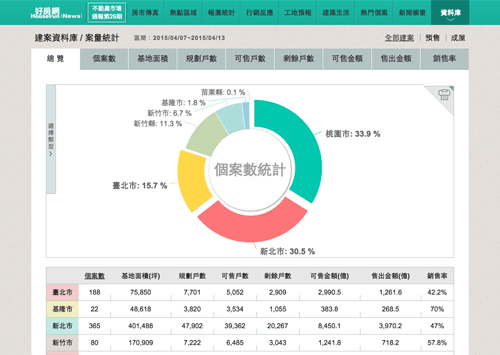 好房網
HouseFun News
不動產市場
週報第29期
房市傳真
熱點區域
報廣統計
行銷反應
工地預報
建築生活
熱門個案
新聞櫥窗
資料庫
建案資料庫 / 案量統計
區間：2015/04/07~2015/04/13
全部建案 預售 成屋
總覽 個案數 基地面積 規劃戶數 可售戶數 剩餘戶數 可售金額 售出金額 銷售率
選擇類型
苗栗縣: 0.1 %
基隆市: 1.8 %
新竹市: 6.7 %
新竹縣: 11.3 %
桃園市: 33.9 %
個案數統計
臺北市: 15.7 %
新北市: 30.5 %
個案數 基地面積(坪) 規劃戶數 可售戶數 剩餘戶數 可售金額(億) 售出金額(億) 銷售率
臺北市 188 75,850 7,701 5,052 2,909 2,990.5 1,261.6 42.2%
基隆市 22 48,618 3,820 3,534 1,055 383.8 268.5 70%
新北市 365 401,488 47,902 39,362 20,267 8,450.1 3,970.2 47%
新竹市 80 170,909 7,222 6,485 3,043 1,241.8 718.2 57.8%